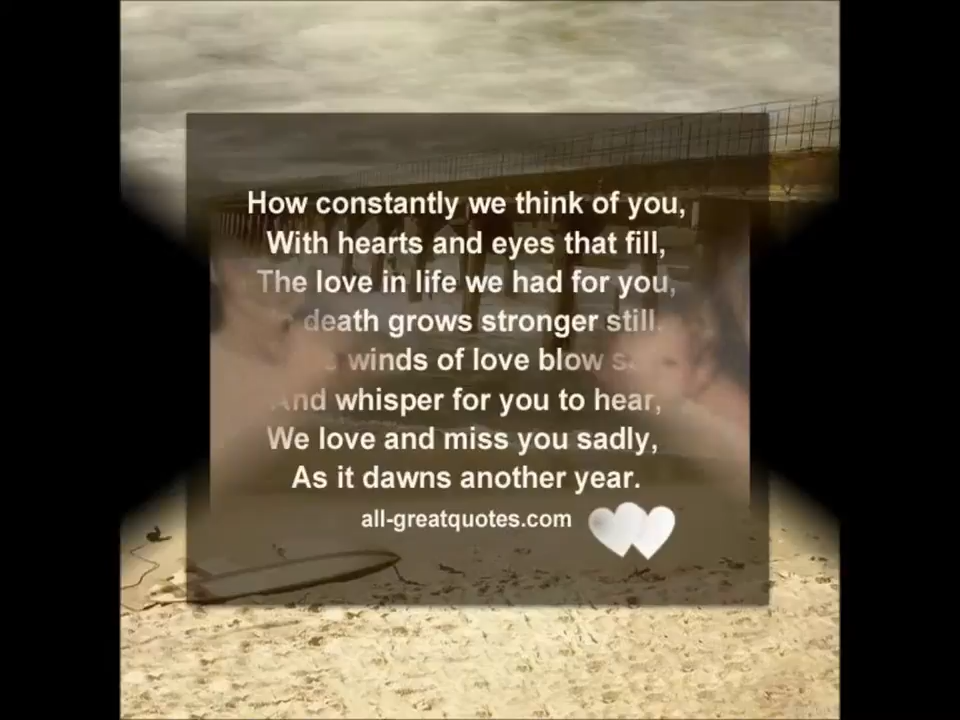 How constantly we think of you,
With hearts and eyes that fill,
The love in life we had for you,
death grows stronger still.
winds of love blow
And whisper for you to hear,
We love and miss you sadly,
As it dawns another year.
all-greatquotes.com